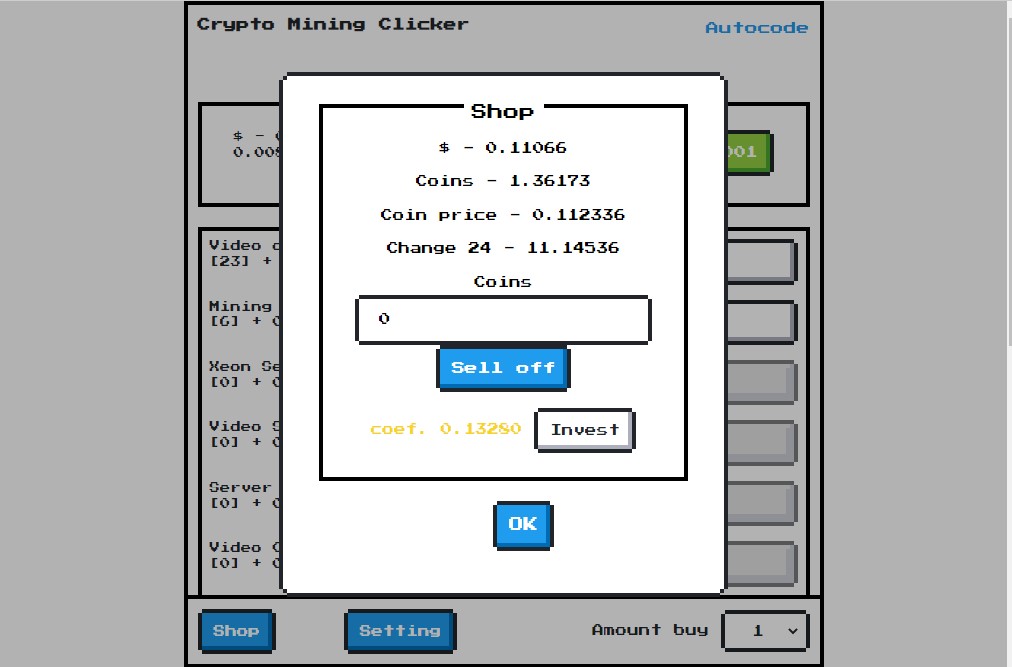 Crypto Mining Clicker
Autocode
$ - 0
0.008
001
Shop
$ - 0.11066
Coins - 1.36173
Coin price - 0.112336
Change 24 - 11.14536
Coins
0
Sell off
coef. 0.13280
Invest
OK
Video
[23] +
Mining
[6] + 0
Xeon Se
[0] + 0
Video S
[0] + 0
Server
[0] + 0
Video C
[0] + 0
Shop
Setting
Amount buy
1